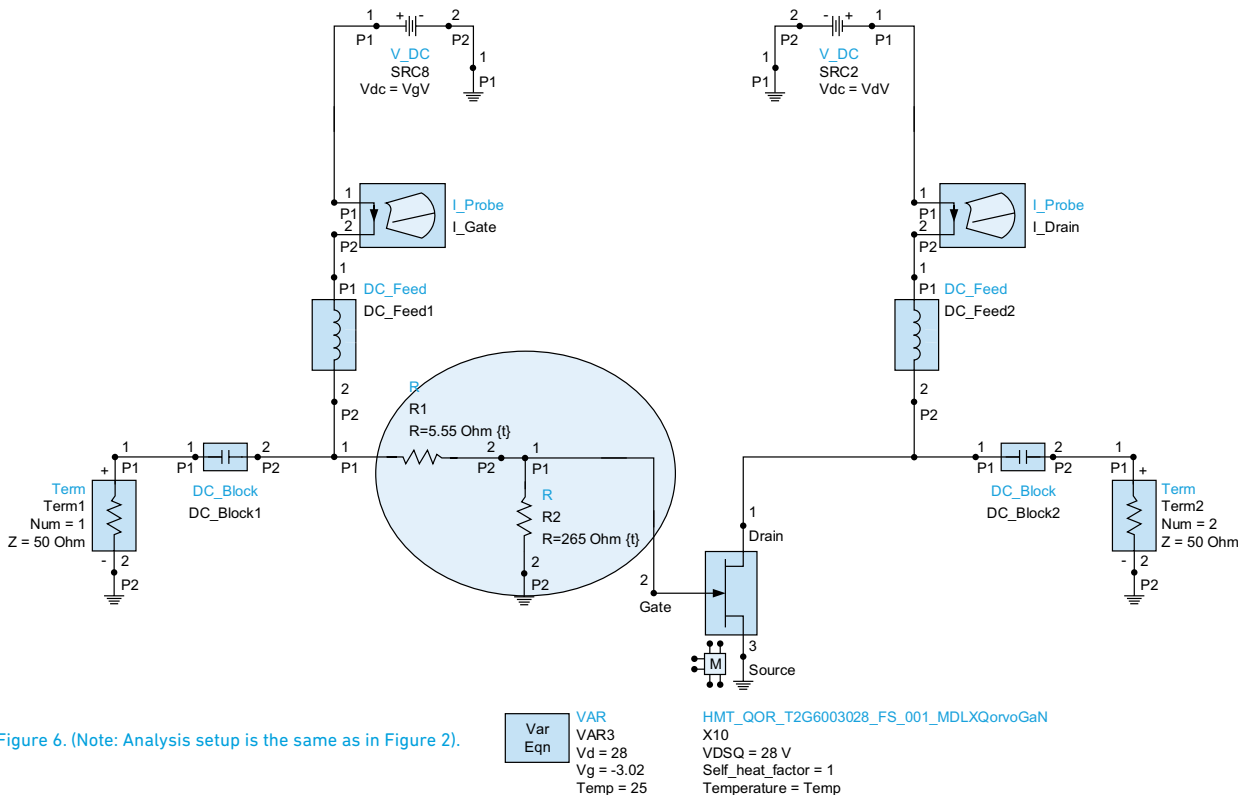 1
+ -
2
P1
P2
V_DC
SRC8
Vdc = VgV
1
P1
2
- +
1
P2
P1
V_DC
SRC2
Vdc = VdV
1
P1
1
P1
2
P2
I_Probe
I_Gate
1
P1
2
P2
I_Probe
I_Drain
1
P1
DC_Feed
DC_Feed1
2
P2
1
P1
DC_Feed
DC_Feed2
2
P2
R
R1
R=5.55 Ohm {t}
1
P1
2
P2
1
P1
R
R2
R=265 Ohm {t}
2
P2
1
P1
1
P1
2
P2
DC_Block
DC_Block1
+
Term
Term1
Num = 1
Z = 50 Ohm
-
2
P2
1
P1
2
P2
DC_Block
DC_Block2
1
P1
+
Term
Term2
Num = 2
Z = 50 Ohm
-
2
P2
1
Drain
2
Gate
3
Source
M
Figure 6. (Note: Analysis setup is the same as in Figure 2).
Var
Eqn
VAR
VAR3
Vd = 28
Vg = -3.02
Temp = 25
HMT_QOR_T2G6003028_FS_001_MDLXQorvoGaN
X10
VDSQ = 28 V
Self_heat_factor = 1
Temperature = Temp